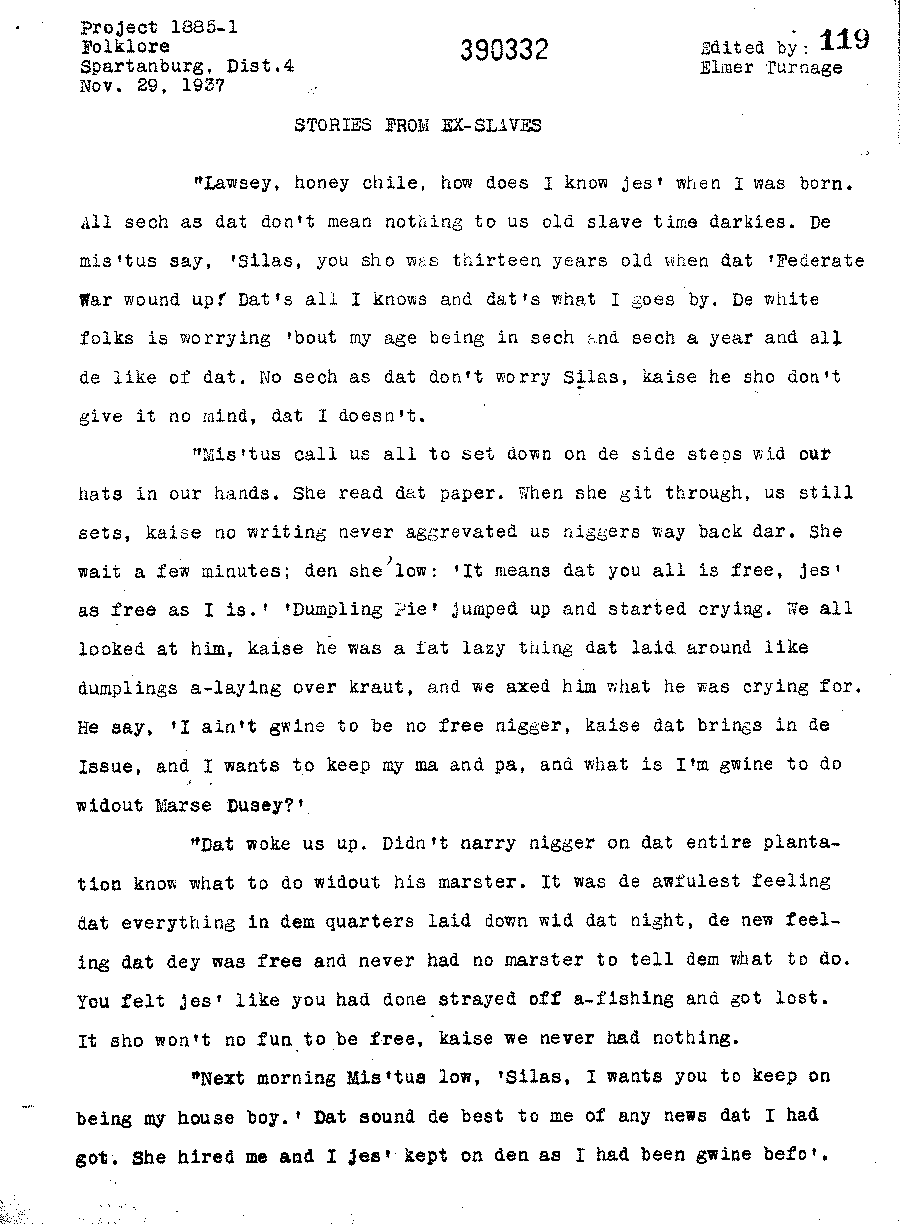 Project 1885-1
Folklore
Spartanburg, Dist.4
Nov. 29, 1937
390332
Edited by: 119
Elmer Turnage
STORIES FROM EX-SLAVES
"Lawsey, honey chile, how does I know jes' when I was born.
All sech as dat don't mean nothing to us old slave time darkies. De
mis'tus say, 'Silas, you sho was thirteen years old when dat 'Federate
War wound up!' Dat's all I knows and dat's what I goes by. De white
folks is worrying 'bout my age being in sech and sech a year and all
de like of dat. No sech as dat don't worry Silas, kaise he sho don't
give it no mind, dat I doesn't.
"Mis'tus call us all to set down on de side steps wid our
hats in our hands. She read dat paper. When she git through, us still
sets, kaise no writing never aggrevated us niggers way back dar. She
wait a few minutes; den she 'low: 'It means dat you all is free, jes'
as free as I is.' 'Dumpling Pie' jumped up and started crying. We all
looked at him, kaise he was a fat lazy thing dat laid around like
dumplings a-laying over kraut, and we axed him what he was crying for.
He say, 'I ain't gwine to be no free nigger, kaise dat brings in de
Issue, and I wants to keep my ma and pa, and what is I'm gwine to do
widout Marse Dusey?'
"Dat woke us up. Didn't narry nigger on dat entire planta-
tion know what to do widout his marster. It was de awfulest feeling
dat everything in dem quarters laid down wid dat night, de new feel-
ing dat dey was free and never had no marster to tell dem what to do.
You felt jes' like you had done strayed off a-fishing and got lost.
It sho won't no fun to be free, kaise we never had nothing.
"Next morning Mis'tus low, 'Silas, I wants you to keep on
being my house boy.' Dat sound de best to me of any news dat I had
got. She hired me and I jes' kept on den as I had been gwine befo'.